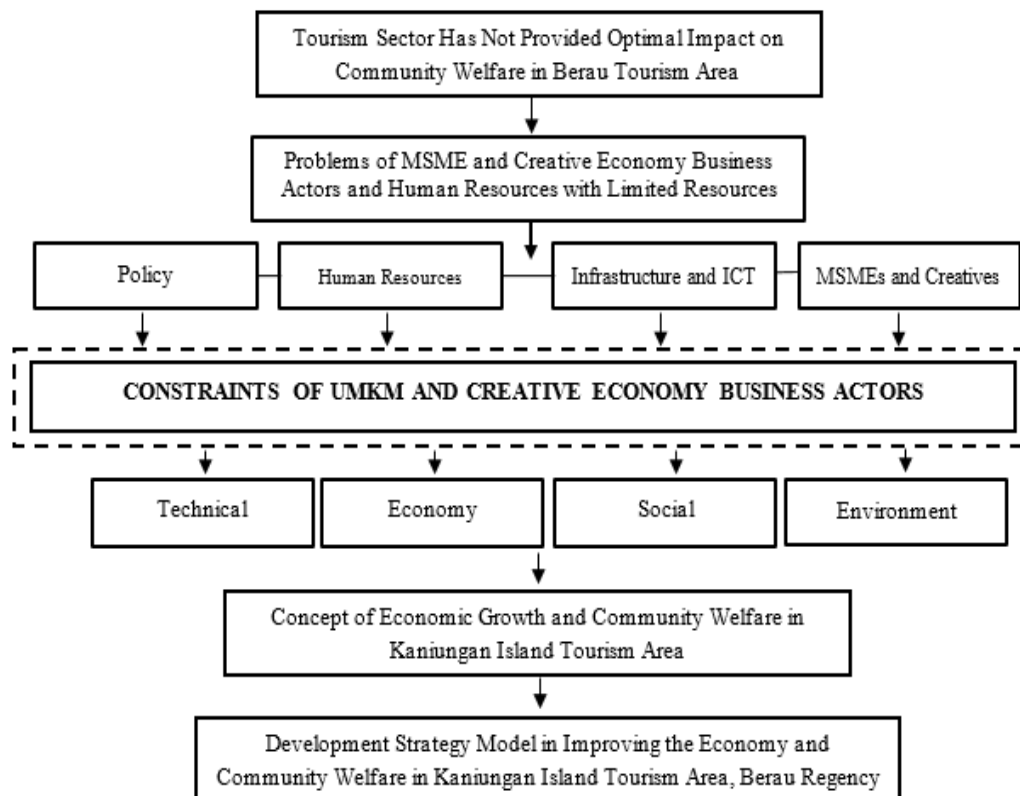 Tourism Sector Has Not Provided Optimal Impact on
Community Welfare in Berau Tourism Area
Problems of MSME and Creative Economy Business
Actors and Human Resources with Limited Resources
Policy
Human Resources
Infrastructure and ICT
MSMEs and Creatives
CONSTRAINTS OF UMKM AND CREATIVE ECONOMY BUSINESS ACTORS
Technical
Economy
Social
Environment
Concept of Economic Growth and Community Welfare in
Kaniungan Island Tourism Area
Development Strategy Model in Improving the Economy and
Community Welfare in Kaniungan Island Tourism Area, Berau Regency